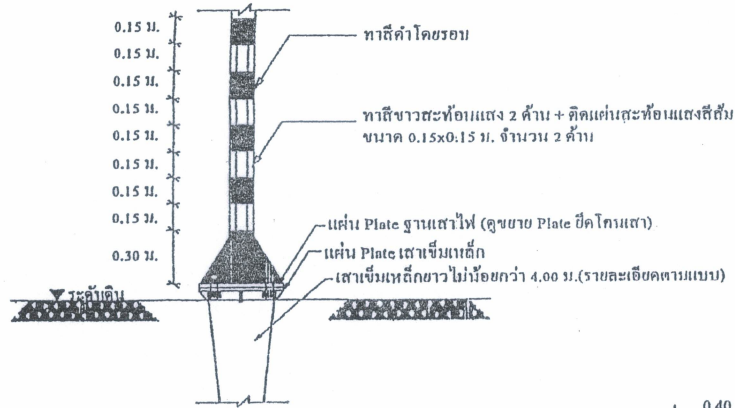 0.15 ม.
0.15 ม.
0.15 ม.
0.15 ม.
0.15 ม.
0.15 ม.
0.15 ม.
0.15 ม.
0.30 ม.
ทาสีดำโดยรอบ
ทาสีขาวสะท้อนแสง 2 ด้าน + ติดแผ่นสะท้อนแสงสีส้ม
ขนาด 0.15x0.15 ม. จำนวน 2 ด้าน
แผ่น Plate ฐานเสาไฟ (ดูขยาย Plate ยึดโคนเสา)
แผ่น Plate เสาเข็มเหล็ก
เสาเข็มเหล็กยาวไม่น้อยกว่า 4.00 ม.(รายละเอียดตามแบบ)
ระดับดิน
0.40